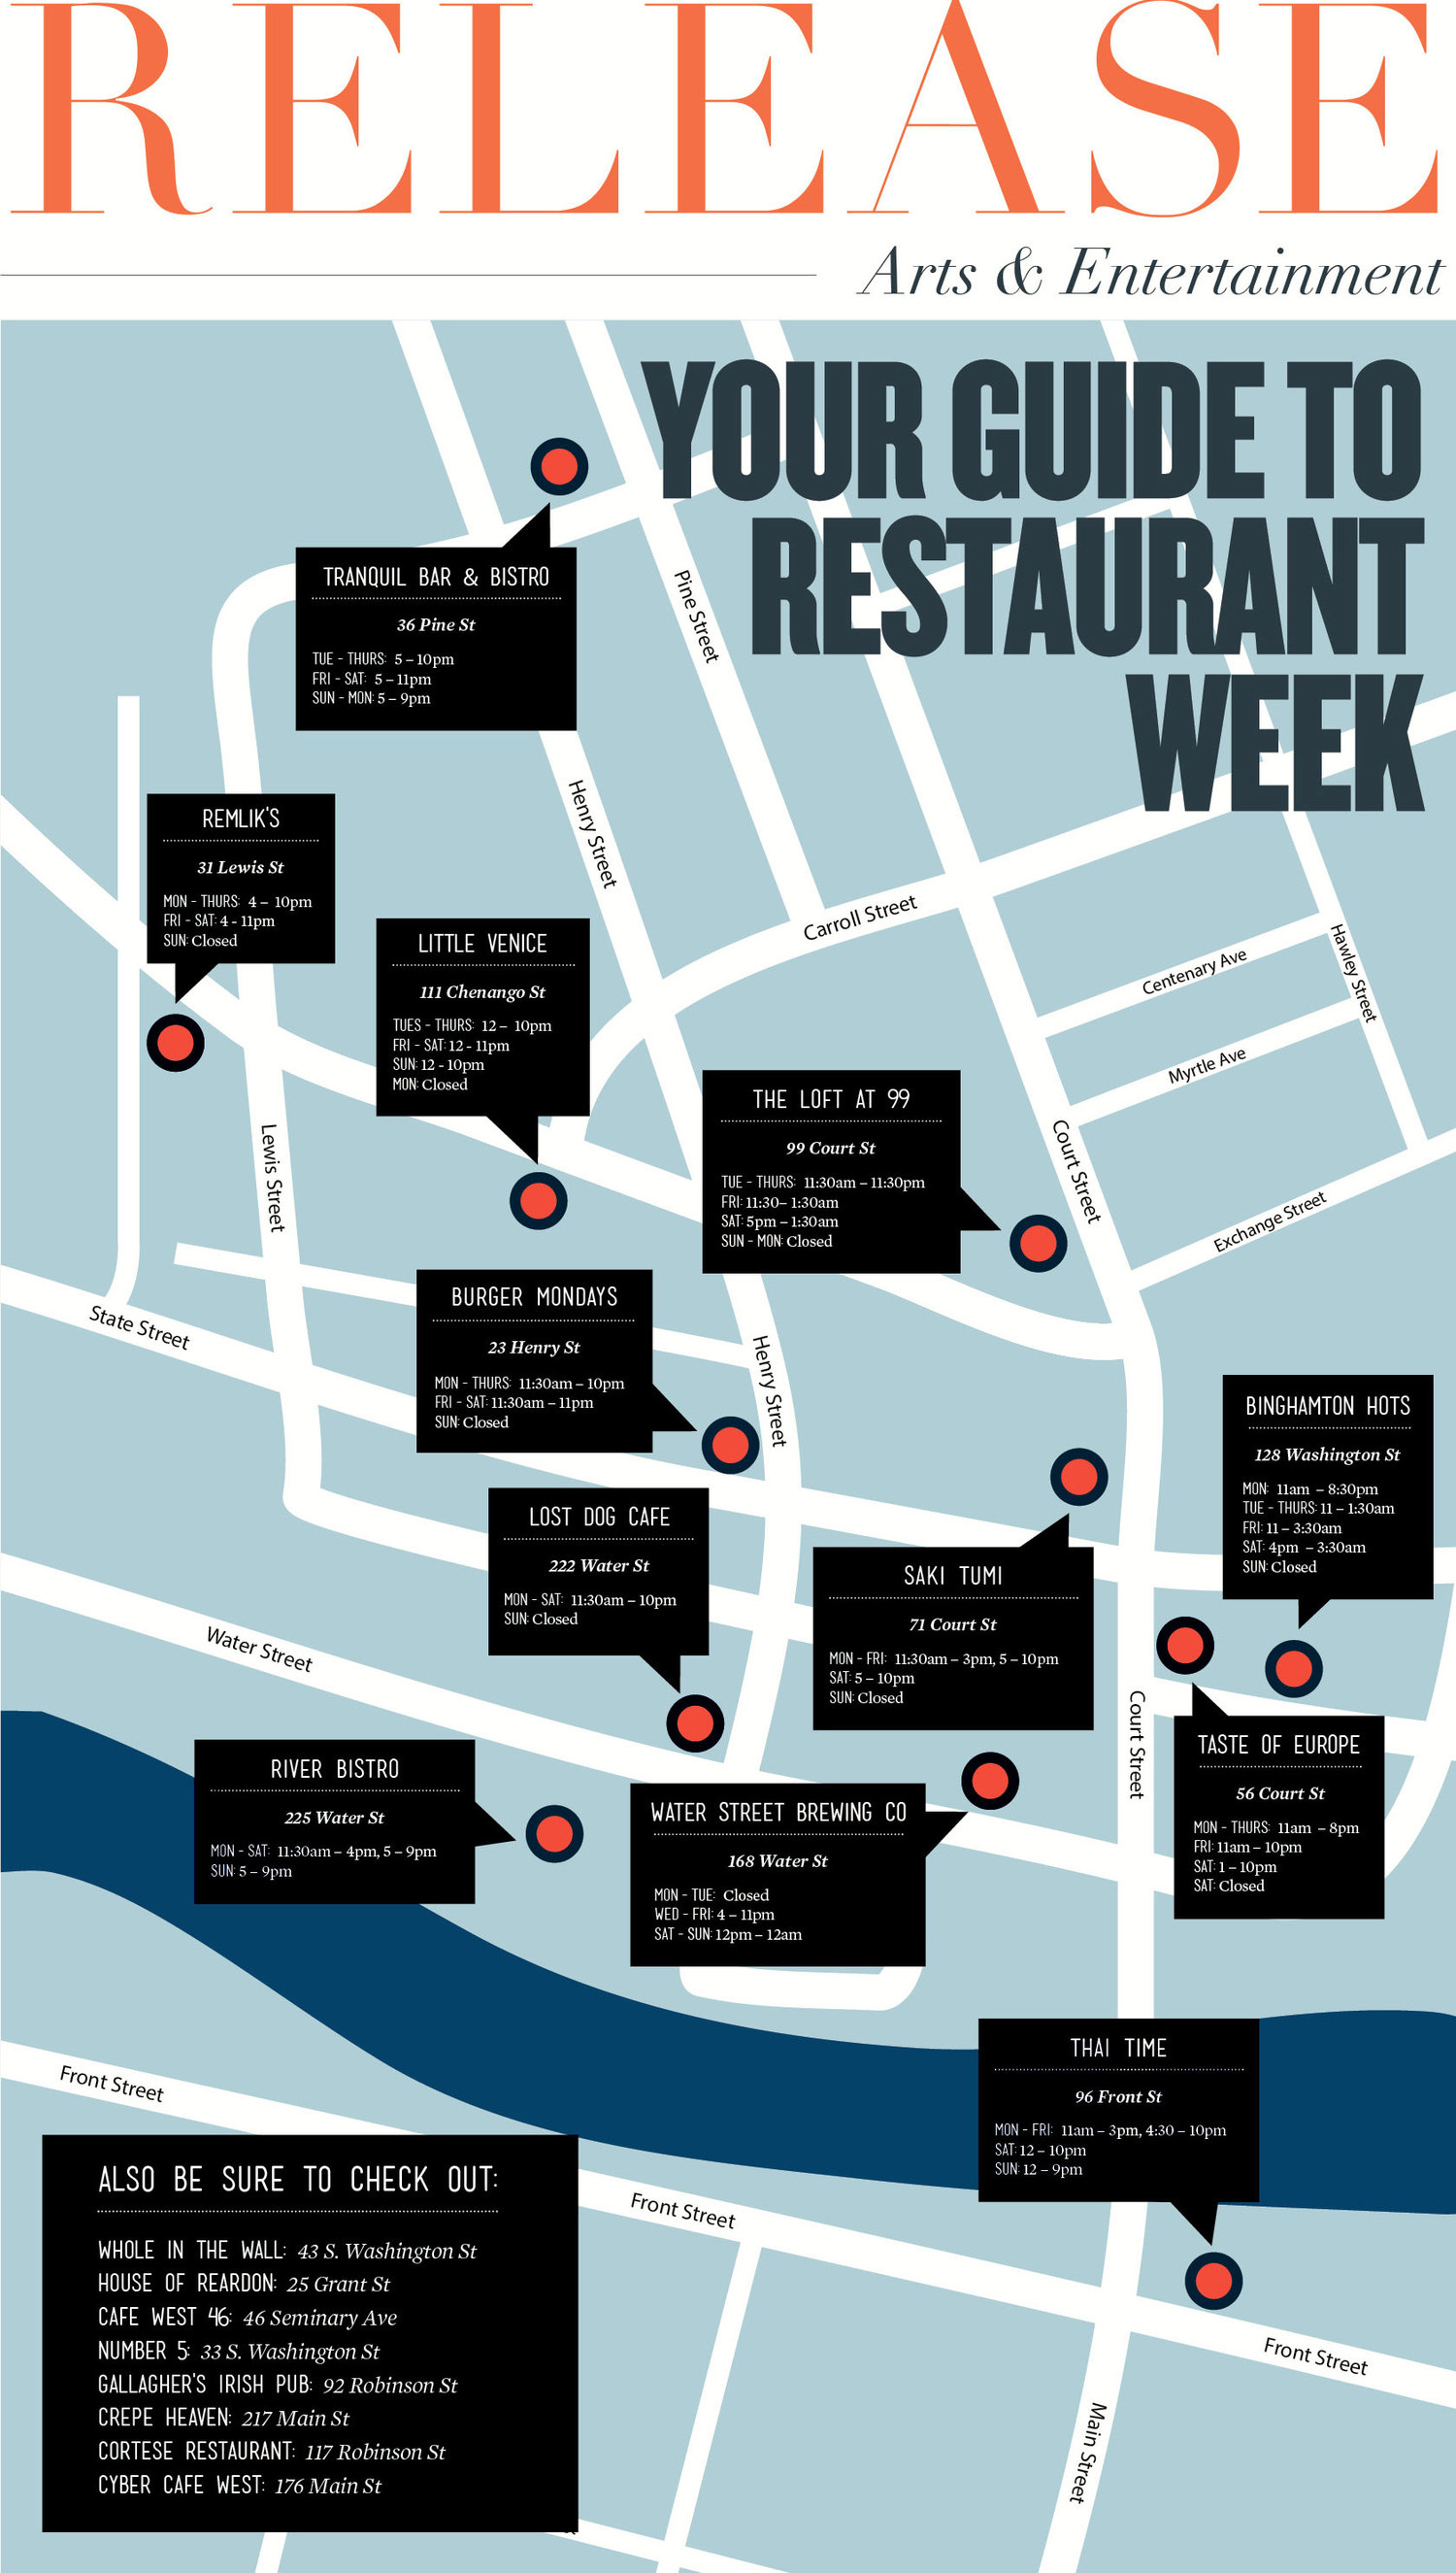 RELEASE
Arts & Entertainment
YOUR GUIDE TO
RESTAURANT
WEEK
TRANQUIL BAR & BISTRO
36 Pine St
TUE - THURS: 5 – 10pm
FRI - SAT: 5 – 11pm
SUN - MON: 5 – 9pm
Pine Street
Henry Street
REMLIK'S
31 Lewis St
MON - THURS: 4 – 10pm
FRI - SAT: 4 - 11pm
SUN: Closed
Carroll Street
LITTLE VENICE
111 Chenango St
TUES - THURS: 12 – 10pm
FRI - SAT: 12 - 11pm
SUN: 12 - 10pm
MON: Closed
Centenary Ave
Hawley Street
Myrtle Ave
THE LOFT AT 99
99 Court St
TUE - THURS: 11:30am – 11:30pm
FRI: 11:30– 1:30am
SAT: 5pm – 1:30am
SUN - MON: Closed
Court Street
Lewis Street
Exchange Street
State Street
BURGER MONDAYS
23 Henry St
MON - THURS: 11:30am – 10pm
FRI - SAT: 11:30am – 11pm
SUN: Closed
Henry Street
BINGHAMTON HOTS
128 Washington St
MON: 11am – 8:30pm
TUE - THURS: 11 – 1:30am
FRI: 11 – 3:30am
SAT: 4pm – 3:30am
SUN: Closed
LOST DOG CAFE
222 Water St
MON - SAT: 11:30am – 10pm
SUN: Closed
SAKI TUMI
71 Court St
MON - FRI: 11:30am – 3pm, 5 – 10pm
SAT: 5 – 10pm
SUN: Closed
Water Street
Court Street
TASTE OF EUROPE
56 Court St
MON - THURS: 11am – 8pm
FRI: 11am – 10pm
SAT: 1 – 10pm
SAT: Closed
RIVER BISTRO
225 Water St
MON - SAT: 11:30am – 4pm, 5 – 9pm
SUN: 5 – 9pm
WATER STREET BREWING CO
168 Water St
MON - TUE: Closed
WED - FRI: 4 – 11pm
SAT - SUN: 12pm – 12am
THAI TIME
96 Front St
MON - FRI: 11am – 3pm, 4:30 – 10pm
SAT: 12 – 10pm
SUN: 12 – 9pm
Front Street
Front Street
Front Street
Main Street
ALSO BE SURE TO CHECK OUT:
WHOLE IN THE WALL: 43 S. Washington St
HOUSE OF REARDON: 25 Grant St
CAFE WEST 46: 46 Seminary Ave
NUMBER 5: 33 S. Washington St
GALLAGHER'S IRISH PUB: 92 Robinson St
CREPE HEAVEN: 217 Main St
CORTESE RESTAURANT: 117 Robinson St
CYBER CAFE WEST: 176 Main St